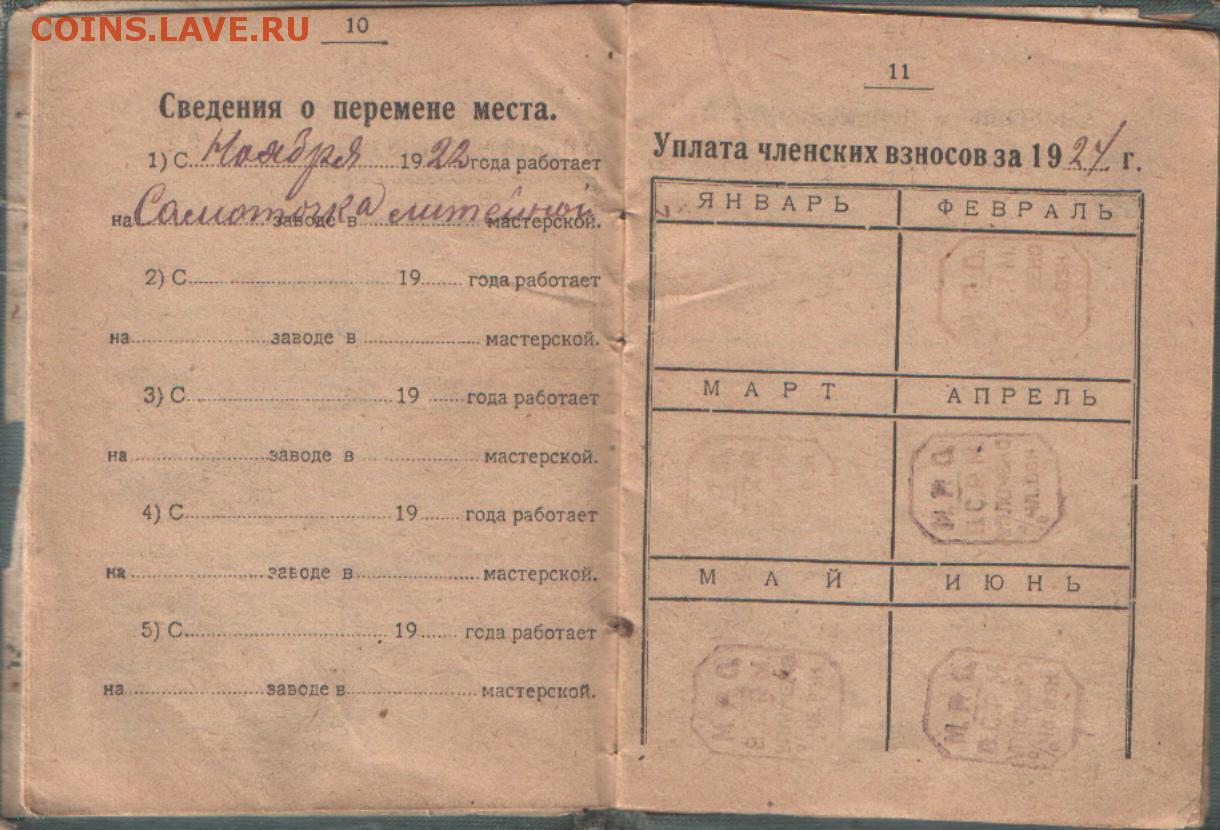 COINS.LAVE.RU
10
Сведения о перемене места.
1) С Ноября 1922 года работает
на Самоточка заводе в литейной мастерской.
2) С 19 года работает
на заводе в мастерской.
3) С 19 года работает
на заводе в мастерской.
4) С 19 года работает
на заводе в мастерской.
5) С 19 года работает
на заводе в мастерской.
11
Уплата членских взносов за 1924 г.
ЯНВАРЬ ФЕВРАЛЬ
МАРТ АПРЕЛЬ
М. О.
МАЙ ИЮНЬ
М. О.
М. О.